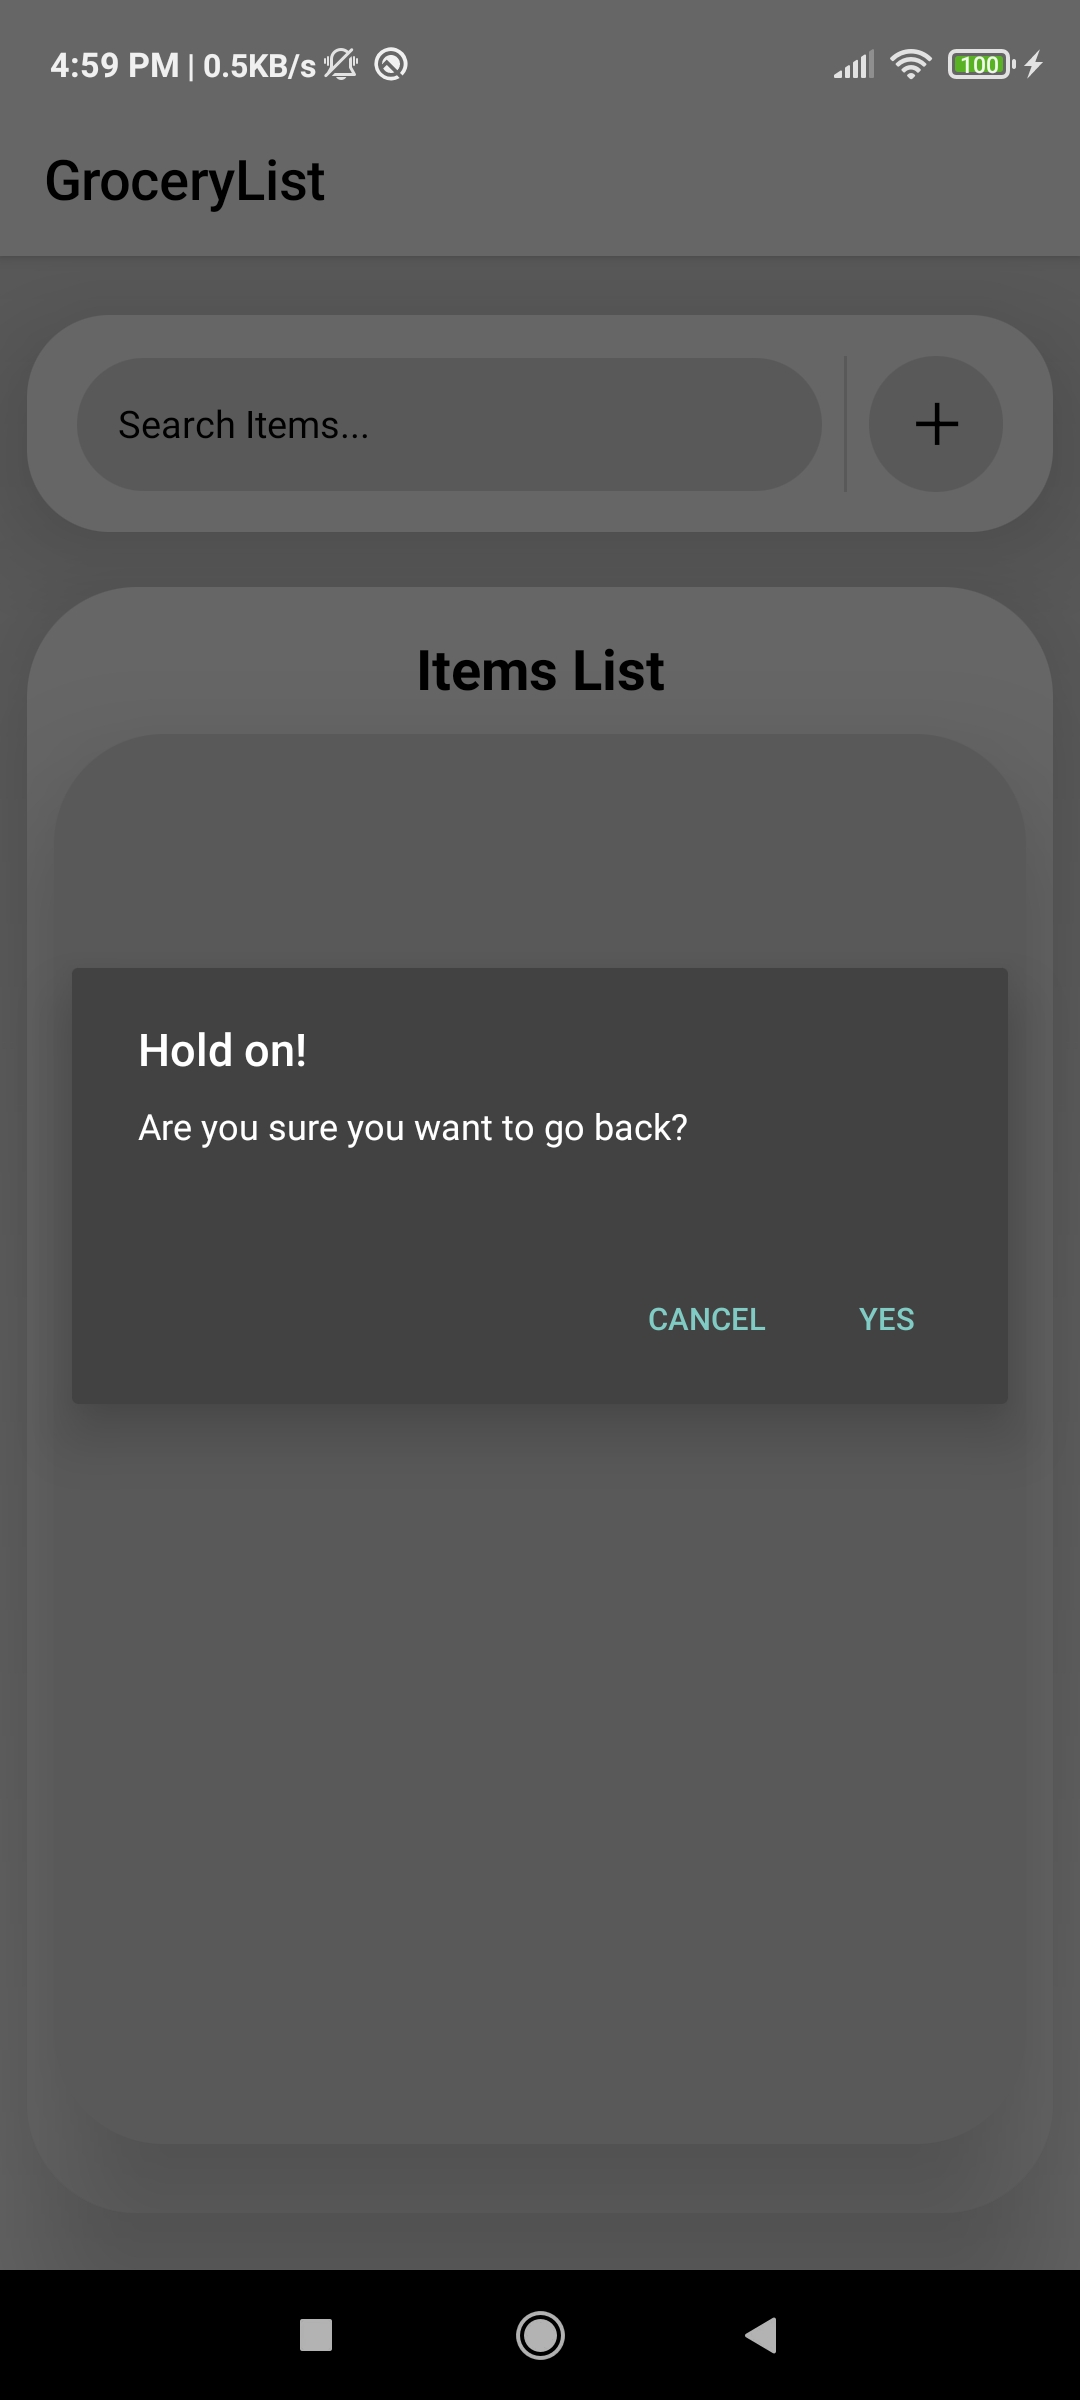 4:59 PM | 0.5KB/s
100
GroceryList
Search Items...
Items List
Hold on!
Are you sure you want to go back?
CANCEL YES